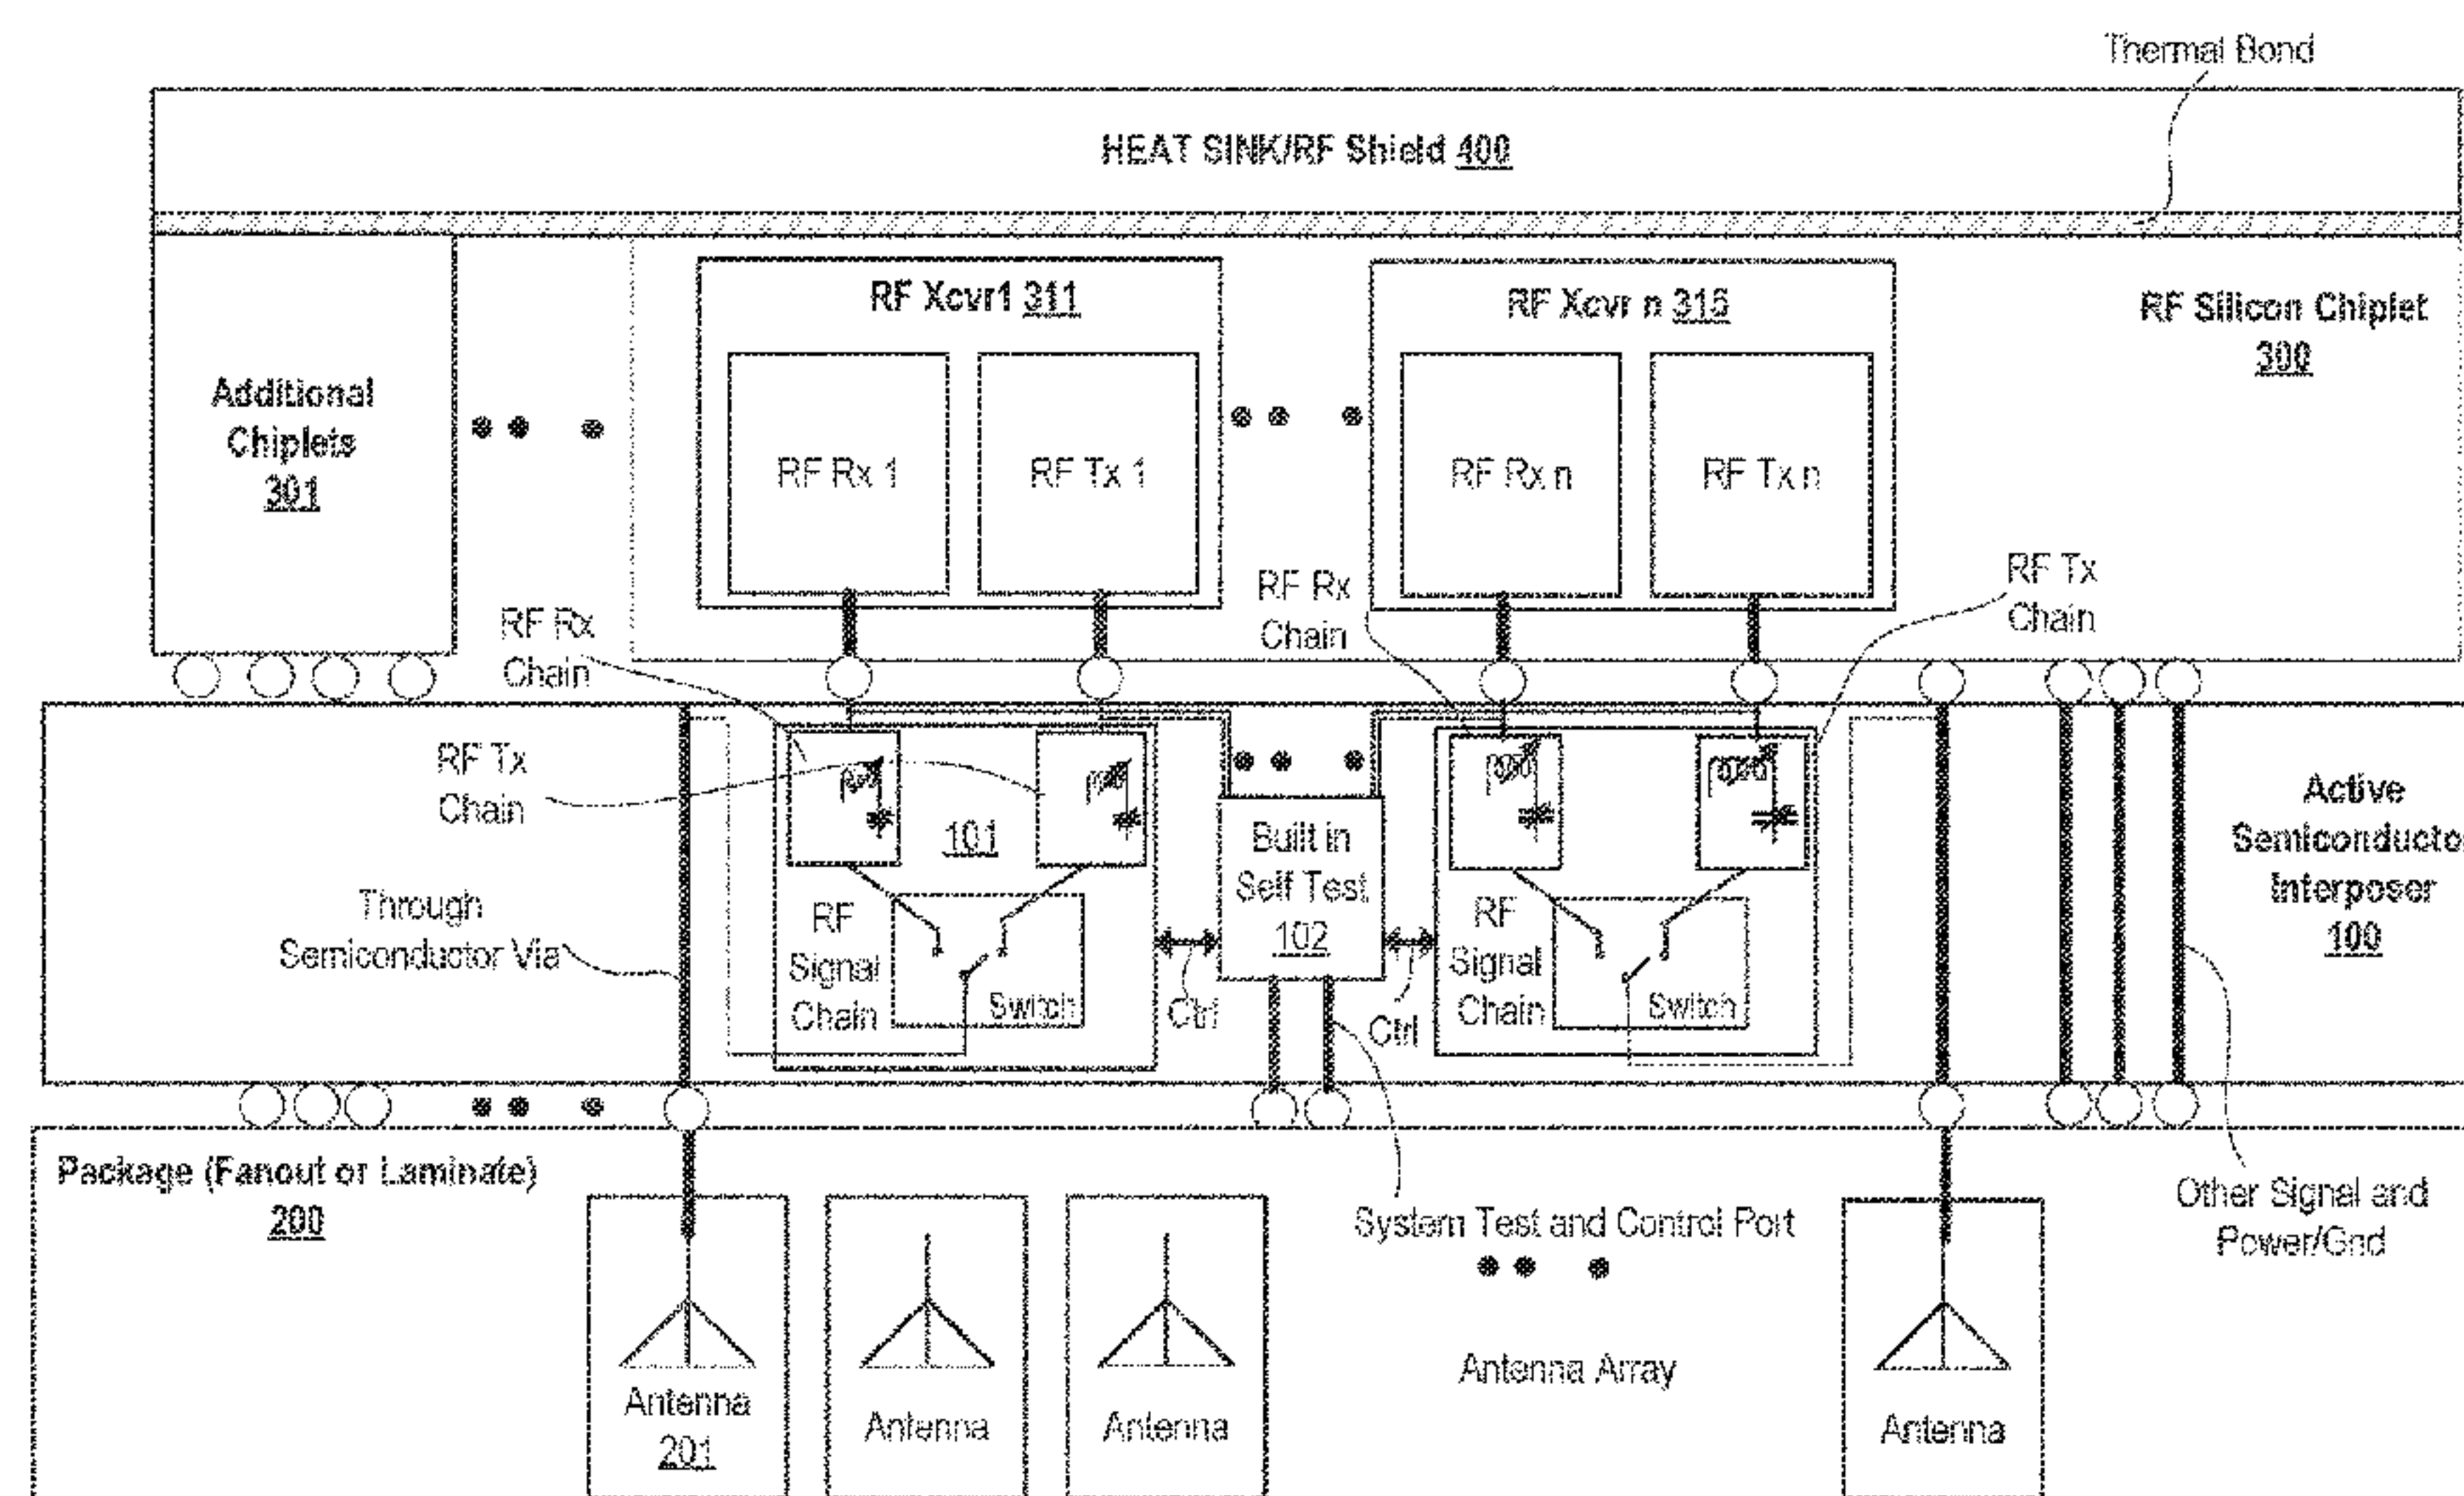 Thermal Bond
HEAT SINK/RF Shield 400
RF Xcvr1 311
RF Xcvr n 315
RF Silicon Chiplet
300
Additional
Chiplets
301
RF Rx 1
RF Tx 1
RF Rx n
RF Tx n
RF Rx
Chain
RF Rx
Chain
RF Tx
Chain
RF Tx
Chain
101
Built in
Self Test
102
Active
Semiconducto
Interposer
100
Through
Semiconductor Via
RF
Signal
Chain
Switch
Ctrl
Ctrl
RF
Signal
Chain
Switch
Package (Fanout or Laminate)
200
System Test and Control Port
Other Signal and
Power/Gnd
Antenna Array
Antenna
201
Antenna
Antenna
Antenna